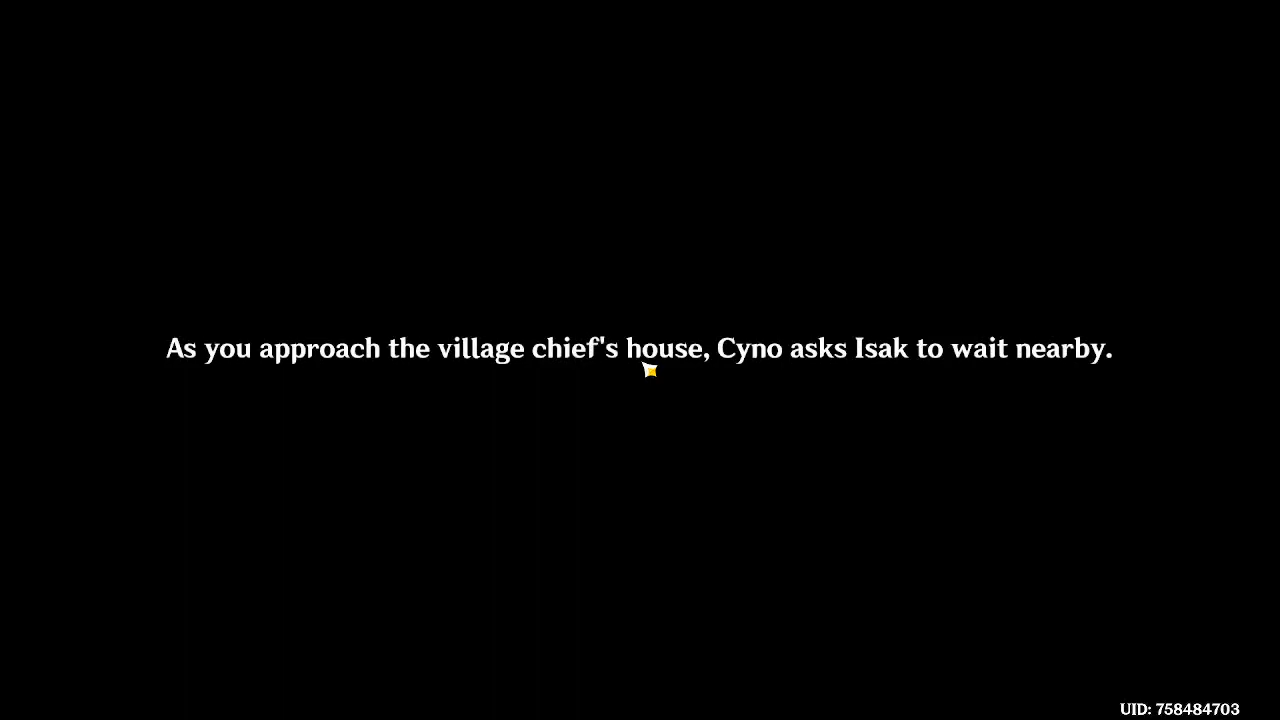 As you approach the village chief's house, Cyno asks Isak to wait nearby.
UID: 758484703